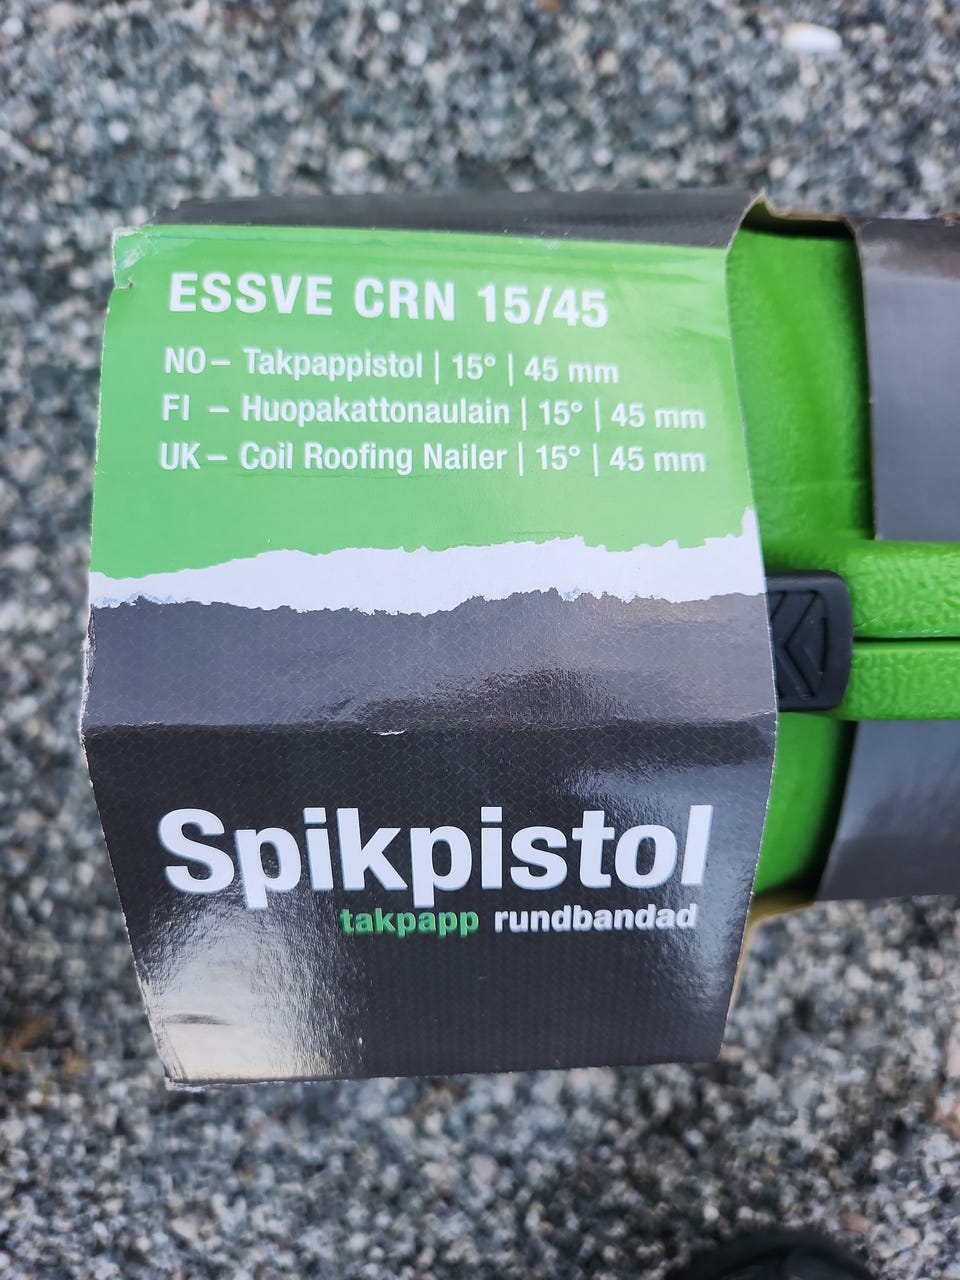 ESSVE CRN 15/45
NO – Takpappistol | 15° | 45 mm
FI – Huopakattonaulain | 15° | 45 mm
UK – Coil Roofing Nailer | 15° | 45 mm
Spikpistol
takpapp rundbandad